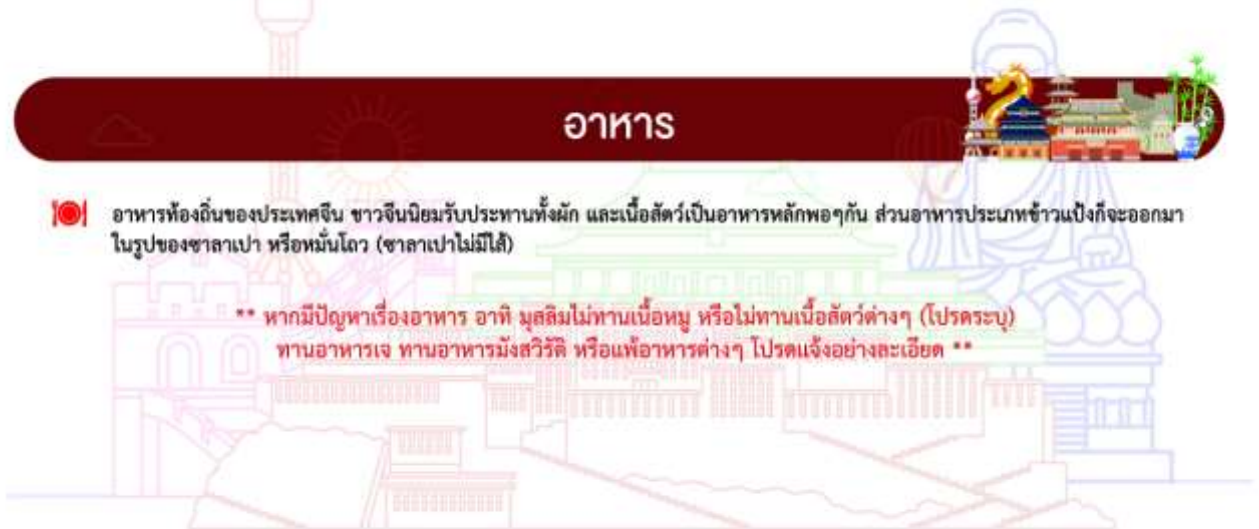 อาหาร
อาหารท้องถิ่นของประเทศจีน ชาวจีนนิยมรับประทานทั้งผัก และเนื้อสัตว์เป็นอาหารหลักพอๆกัน ส่วนอาหารประเภทข้าวแป้งก็จะออกมา
ในรูปของซาลาเปา หรือหมั่นโถว (ซาลาเปาไม่มีไส้)
** หากมีปัญหาเรื่องอาหาร อาทิ มุสลิมไม่ทานเนื้อหมู หรือไม่ทานเนื้อสัตว์ต่างๆ (โปรดระบุ)
ทานอาหารเจ ทานอาหารมังสวิรัติ หรือแพ้อาหารต่างๆ โปรดแจ้งอย่างละเอียด **